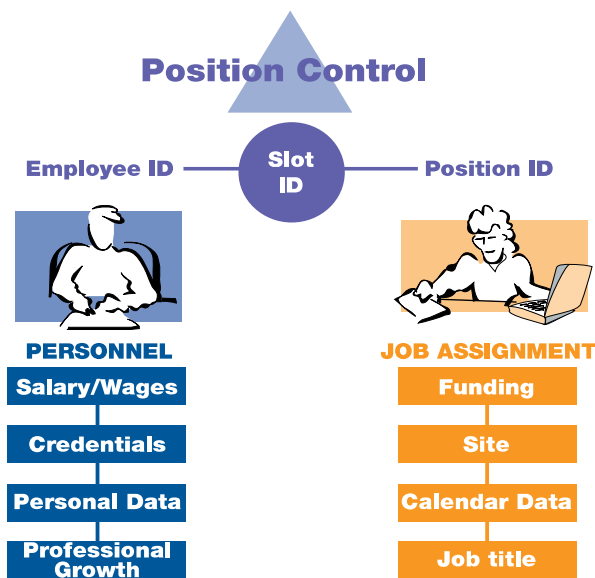 Position Control
Employee ID
Slot
ID
Position ID
PERSONNEL
Salary/Wages
Credentials
Personal Data
Professional
Growth
JOB ASSIGNMENT
Funding
Site
Calendar Data
Job title